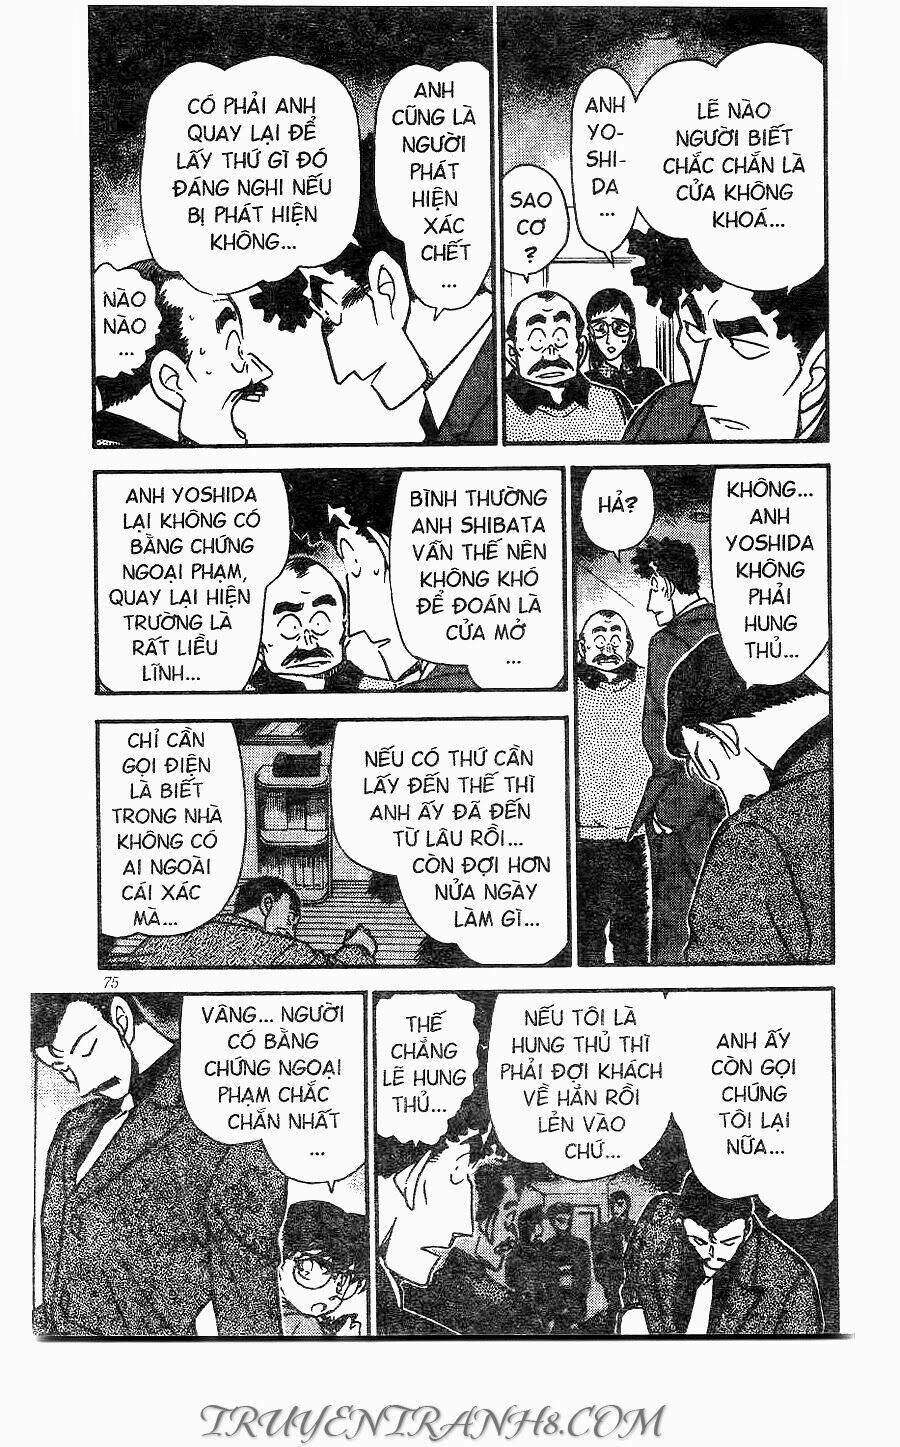 LẼ NÀO
NGƯỜI BIẾT
CHẮC CHẮN LÀ
CỬA KHÔNG
KHOÁ...
ANH
YO-
SHI-
DA
...
SAO
CƠ
?
ANH
CŨNG LÀ
NGƯỜI
PHÁT
HIỆN
XÁC
CHẾT
...
CÓ PHẢI ANH
QUAY LẠI ĐỂ
LẤY THỨ GÌ ĐÓ
ĐÁNG NGHI NẾU
BỊ PHÁT HIỆN
KHÔNG...
NÀO
NÀO
...
KHÔNG...
ANH
YOSHIDA
KHÔNG
PHẢI
HUNG
THỦ...
HẢ?
BÌNH THƯỜNG
ANH SHIBATA
VẪN THẾ NÊN
KHÔNG KHÓ
ĐỂ ĐOÁN LÀ
CỬA MỞ
...
ANH YOSHIDA
LẠI KHÔNG CÓ
BẰNG CHỨNG
NGOẠI PHẠM,
QUAY LẠI HIỆN
TRƯỜNG LÀ
RẤT LIỀU
LĨNH...
NẾU CÓ THỨ CẦN
LẤY ĐẾN THẾ THÌ
ANH ẤY ĐÃ ĐẾN
TỪ LÂU RỒI...
CÒN ĐỢI HƠN
NỬA NGÀY
LÀM GÌ...
CHỈ CẦN
GỌI ĐIỆN
LÀ BIẾT
TRONG NHÀ
KHÔNG CÓ
AI NGOÀI
CÁI XÁC
MÀ...
75
ANH ẤY
CÒN GỌI
CHÚNG
TÔI LẠI
NỮA...
NẾU TÔI LÀ
HUNG THỦ THÌ
PHẢI ĐỢI KHÁCH
VỀ HẲN RỒI
LẺN VÀO
CHỨ...
THẾ
CHẲNG
LẼ HUNG
THỦ...
VÂNG... NGƯỜI
CÓ BẰNG
CHỨNG NGOẠI
PHẠM CHẮC
CHẮN NHẤT
...
TRUYENTRANH8.COM